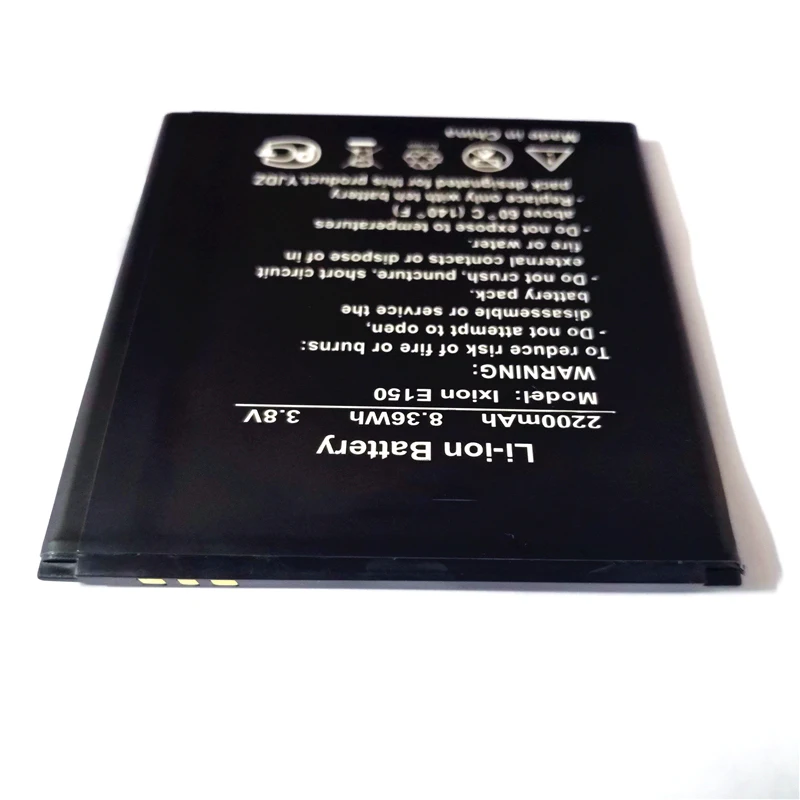 Li-ion Battery
2200mAh 8.36Wh 3.8V
Model: Ixion E150
WARNING:
To reduce risk of fire or burns:
- Do not attempt to open,
disassemble or service the
battery pack.
- Do not crush, puncture, short circuit
external contacts or dispose of in
fire or water.
- Do not expose to temperatures
above 60°C (140°F)
- Replace only with teh battery
pack designated for this product.YJDZ
PG
Made in China